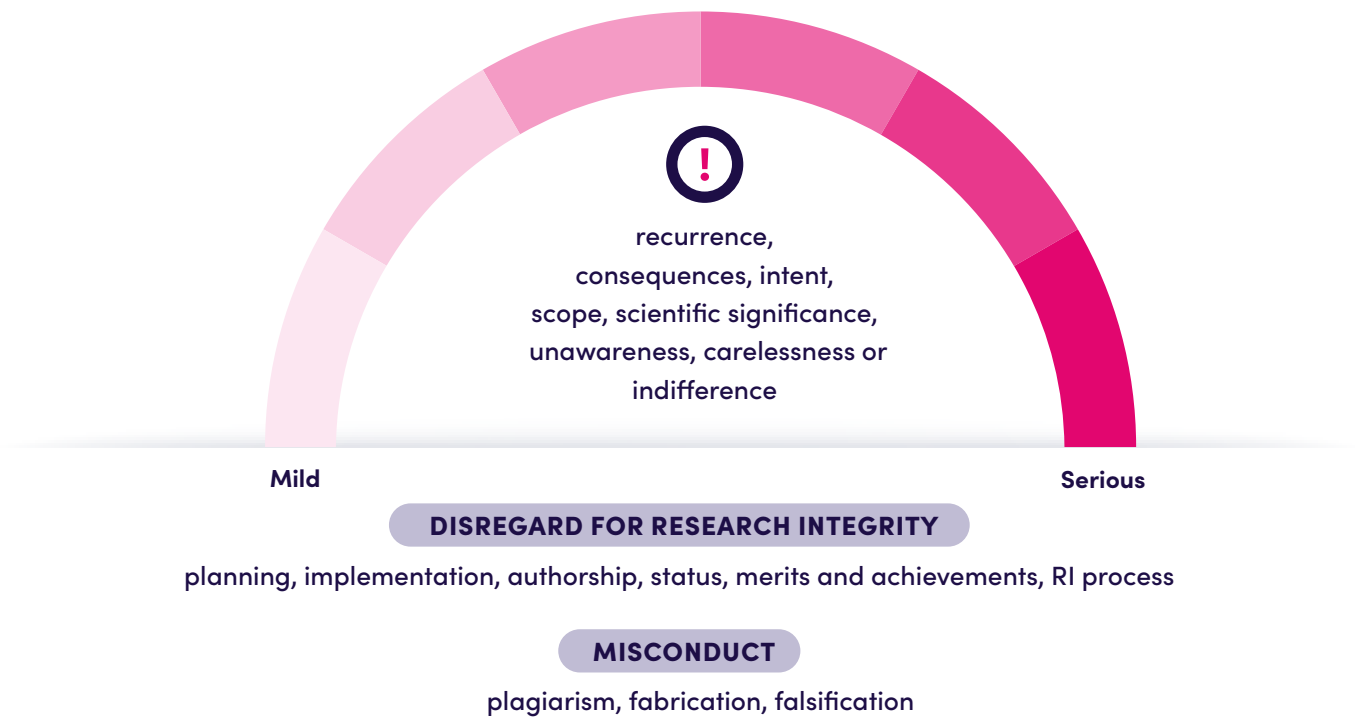 !
recurrence,
consequences, intent,
scope, scientific significance,
unawareness, carelessness or
indifference
Mild
Serious
DISREGARD FOR RESEARCH INTEGRITY
planning, implementation, authorship, status, merits and achievements, RI process
MISCONDUCT
plagiarism, fabrication, falsification